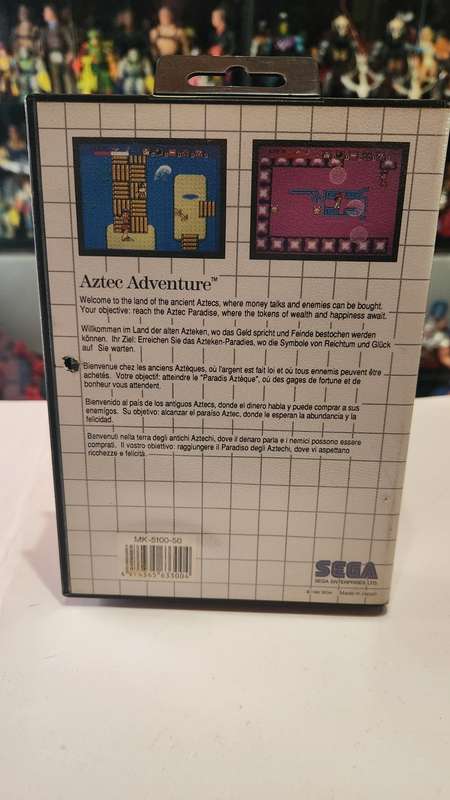 Aztec Adventure™
Welcome to the land of the ancient Aztecs, where money talks and enemies can be bought.
Your objective: reach the Aztec Paradise, where the tokens of wealth and happiness await.
Willkommen im Land der alten Azteken, wo das Geld spricht und Feinde bestochen werden
können. Ihr Ziel: Erreichen Sie das Azteken-Paradies, wo die Symbole von Reichtum und Glück
auf Sie warten.
Bienvenue chez les anciens Aztèques, où l'argent est fait loi et où tous ennemis peuvent être
achetés. Votre objectif: atteindre le "Paradis Aztèque", où des gages de fortune et de
bonheur vous attendent.
Bienvenido al país de los antiguos Aztecs, donde el dinero habla y puede comprar a sus
enemigos. Su objetivo: alcanzar el paraíso Aztec, donde le esperan la abundancia y la
felicidad.
Benvenuti nella terra degli antichi Aztechi, dove il denaro parla e i nemici possono essere
comprati. Il vostro obiettivo: raggiungere il Paradiso degli Aztechi, dove vi aspettano
ricchezze e felicità.
MK-5100-50
SEGA
SEGA ENTERPRISES LTD.
Made in Japan